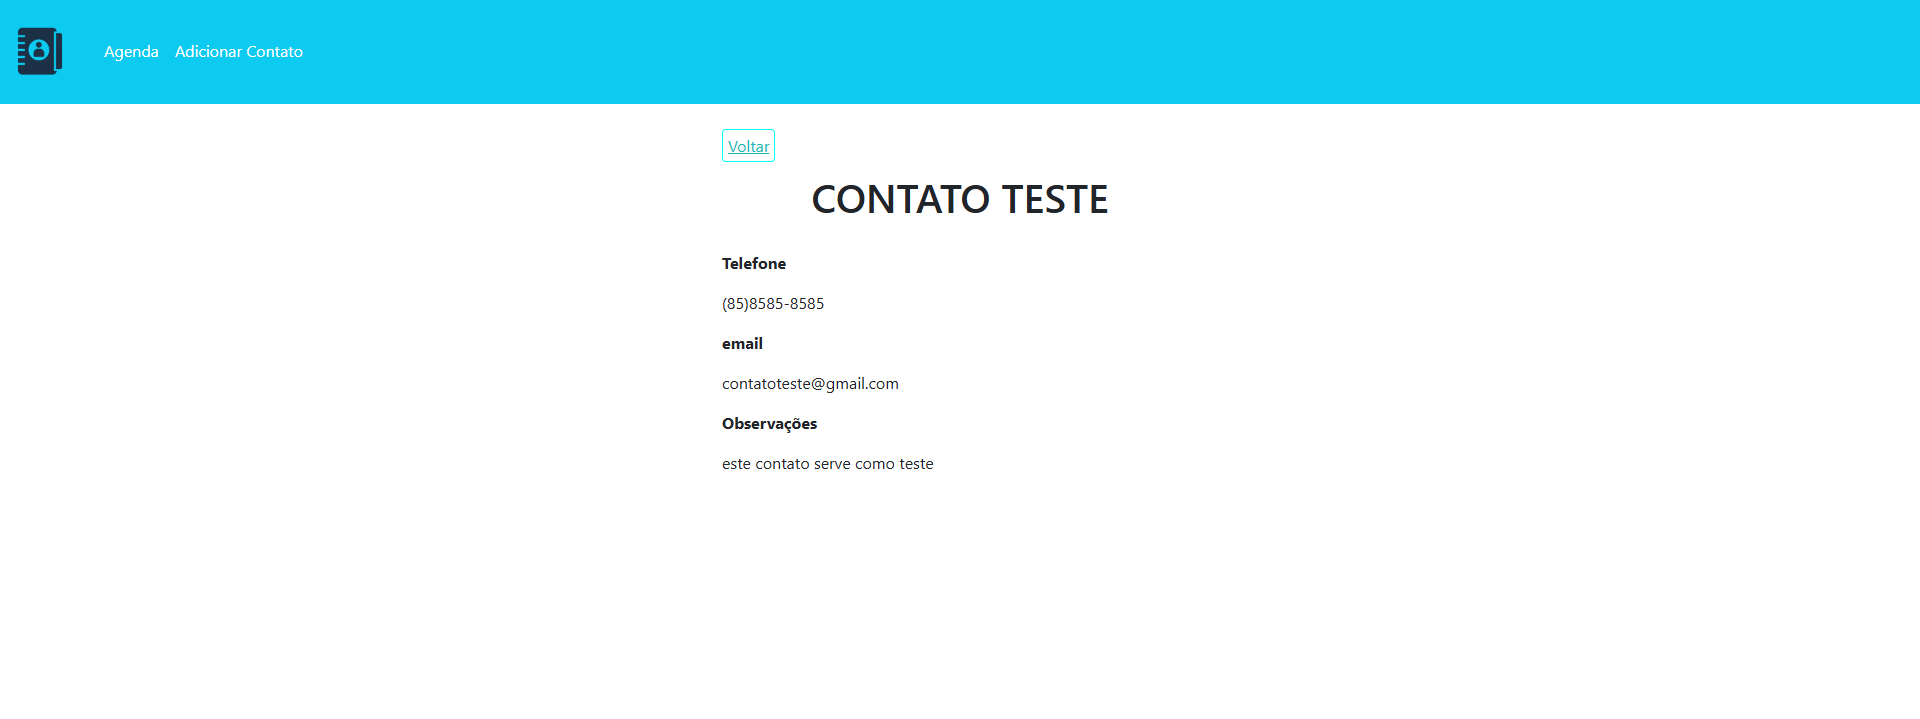 Agenda Adicionar Contato
Voltar
CONTATO TESTE
Telefone
(85)8585-8585
email
contatoteste@gmail.com
Observações
este contato serve como teste